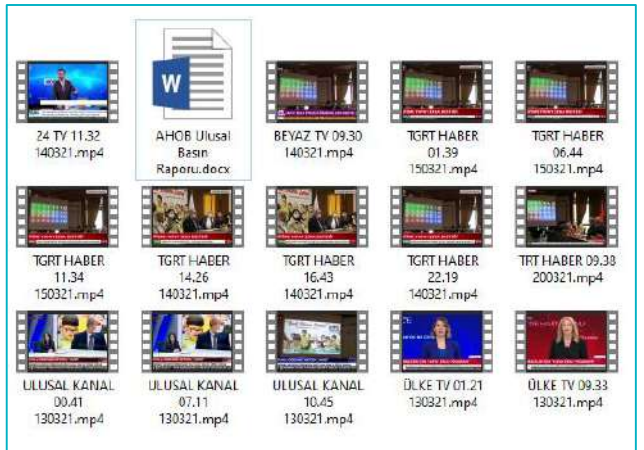 24 TV 11.32
140321.mp4
AHOB Ulusal
Basın
Raporu.docx
BEYAZ TV 09.30
140321.mp4
TGRT HABER
01.39
150321.mp4
TGRT HABER
06.44
150321.mp4
TGRT HABER
11.34
150321.mp4
TGRT HABER
14.26
140321.mp4
TGRT HABER
16.43
140321.mp4
TGRT HABER
22.19
140321.mp4
TRT HABER 09.38
200321.mp4
ULUSAL KANAL
00.41
130321.mp4
ULUSAL KANAL
07.11
130321.mp4
ULUSAL KANAL
10.45
130321.mp4
ÜLKE TV 01.21
130321.mp4
ÜLKE TV 09.33
130321.mp4